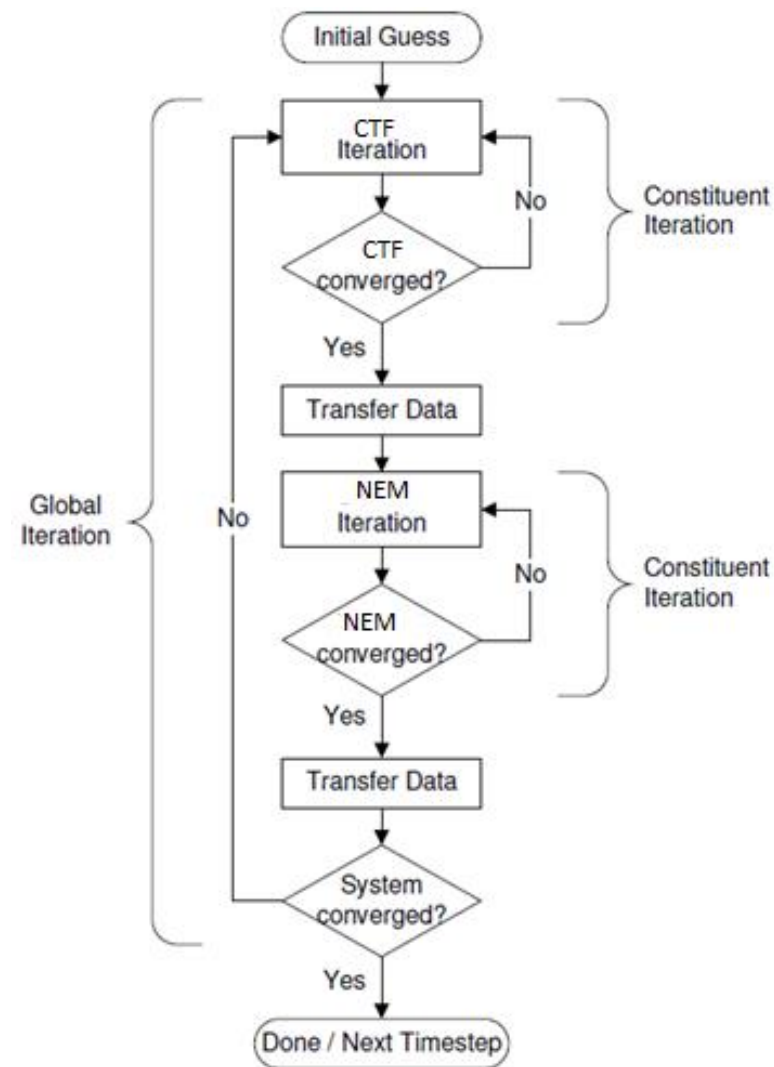 Initial Guess
CTF
Iteration
No
Constituent
Iteration
CTF
converged?
Yes
Transfer Data
Global
Iteration
No
NEM
Iteration
No
Constituent
Iteration
NEM
converged?
Yes
Transfer Data
System
converged?
Yes
Done / Next Timestep